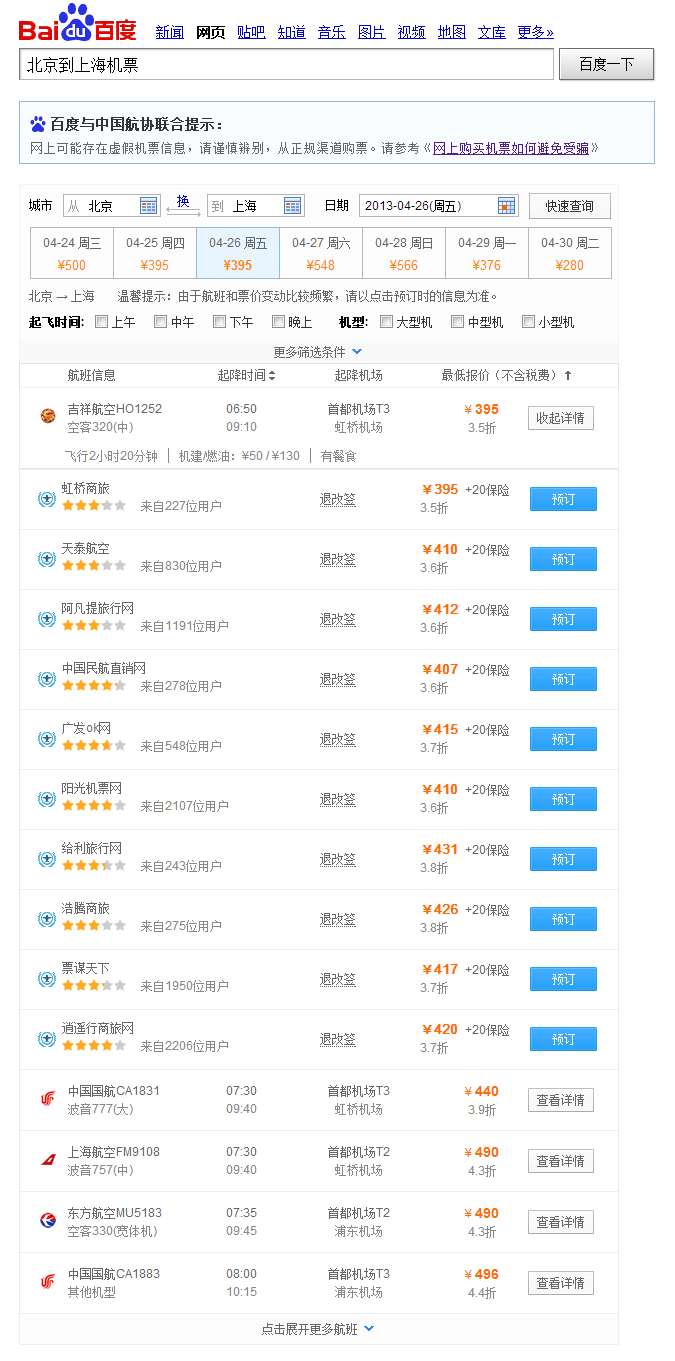 Bai du 百度 新闻 网页 贴吧 知道 音乐 图片 视频 地图 文库 更多»
北京到上海机票 百度一下
百度与中国航协联合提示：
网上可能存在虚假机票信息，请谨慎辨别，从正规渠道购票。请参考《网上购买机票如何避免受骗》
城市 从 北京 换 到 上海 日期 2013-04-26(周五) 快速查询
04-24 周三 04-25 周四 04-26 周五 04-27 周六 04-28 周日 04-29 周一 04-30 周二
¥500 ¥395 ¥395 ¥548 ¥566 ¥376 ¥280
北京 → 上海 温馨提示：由于航班和票价变动比较频繁，请以点击预订时的信息为准。
起飞时间: 上午 中午 下午 晚上 机型: 大型机 中型机 小型机
更多筛选条件
航班信息 起降时间 起降机场 最低报价（不含税费）↑
吉祥航空HO1252 06:50 首都机场T3 ¥395 收起详情
空客320(中) 09:10 虹桥机场 3.5折
飞行2小时20分钟 | 机建/燃油：¥50 / ¥130 | 有餐食
虹桥商旅 来自227位用户 退改签 ¥395 +20保险 预订
3.5折
天泰航空 来自830位用户 退改签 ¥410 +20保险 预订
3.6折
阿凡提旅行网 来自1191位用户 退改签 ¥412 +20保险 预订
3.6折
中国民航直销网 来自278位用户 退改签 ¥407 +20保险 预订
3.6折
广发ok网 来自548位用户 退改签 ¥415 +20保险 预订
3.7折
阳光机票网 来自2107位用户 退改签 ¥410 +20保险 预订
3.6折
给利旅行网 来自243位用户 退改签 ¥431 +20保险 预订
3.8折
浩腾商旅 来自275位用户 退改签 ¥426 +20保险 预订
3.8折
票谋天下 来自1950位用户 退改签 ¥417 +20保险 预订
3.7折
逍遥行商旅网 来自2206位用户 退改签 ¥420 +20保险 预订
3.7折
中国国航CA1831 07:30 首都机场T3 ¥440 查看详情
波音777(大) 09:40 虹桥机场 3.9折
上海航空FM9108 07:30 首都机场T2 ¥490 查看详情
波音757(中) 09:40 虹桥机场 4.3折
东方航空MU5183 07:35 首都机场T2 ¥490 查看详情
空客330(宽体机) 09:45 浦东机场 4.3折
中国国航CA1883 08:00 首都机场T3 ¥496 查看详情
其他机型 10:15 浦东机场 4.4折
点击展开更多航班